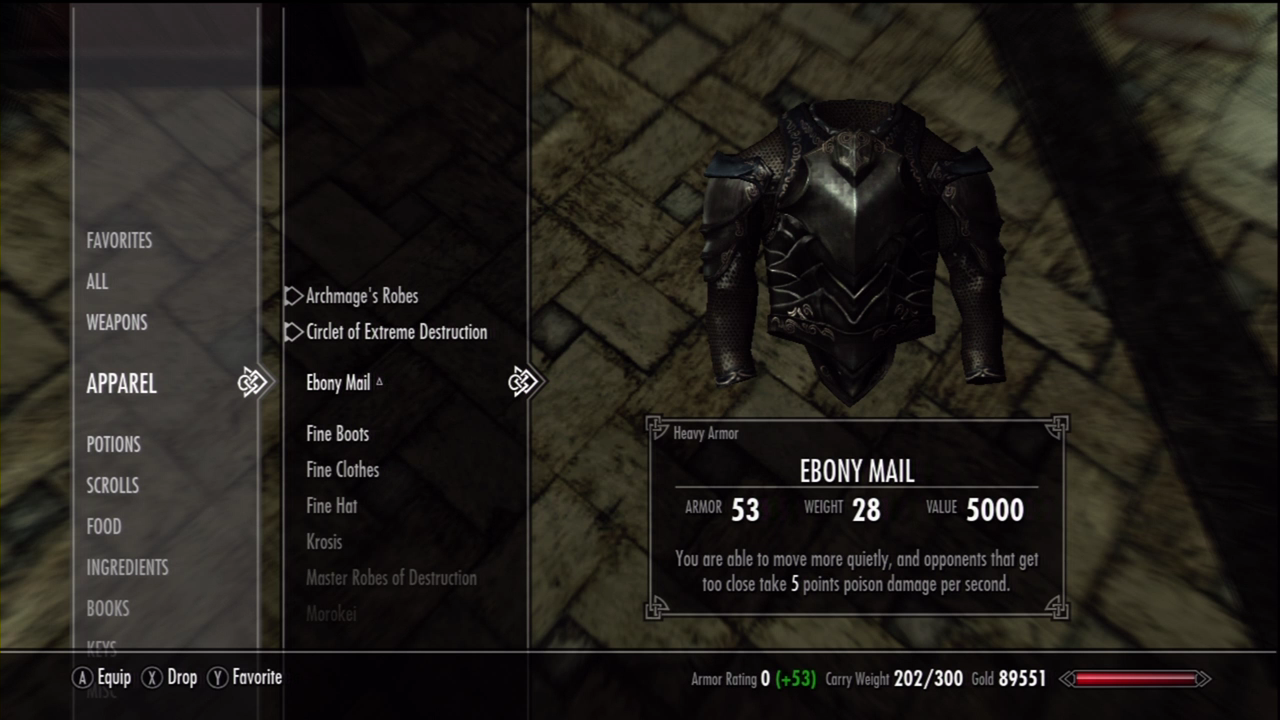 FAVORITES
ALL
WEAPONS
APPAREL
POTIONS
SCROLLS
FOOD
INGREDIENTS
BOOKS
KEYS
MISC
Archmage's Robes
Circlet of Extreme Destruction
Ebony Mail
Fine Boots
Fine Clothes
Fine Hat
Krosis
Master Robes of Destruction
Morokei
Heavy Armor
EBONY MAIL
ARMOR 53 WEIGHT 28 VALUE 5000
You are able to move more quietly, and opponents that get
too close take 5 points poison damage per second.
A Equip X Drop Y Favorite
Armor Rating 0 (+53) Carry Weight 202/300 Gold 89551